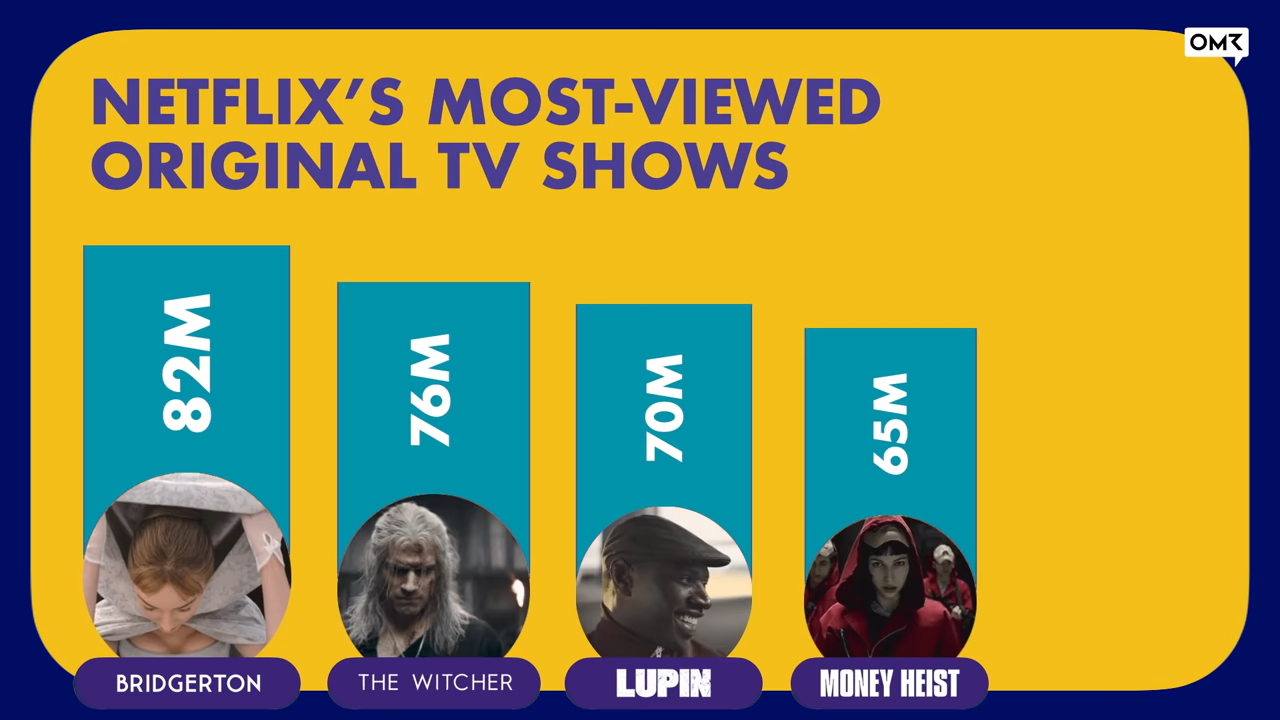 OMR
NETFLIX'S MOST-VIEWED
ORIGINAL TV SHOWS
82M
76M
70M
65M
BRIDGERTON
THE WITCHER
LUPIN
MONEY HEIST